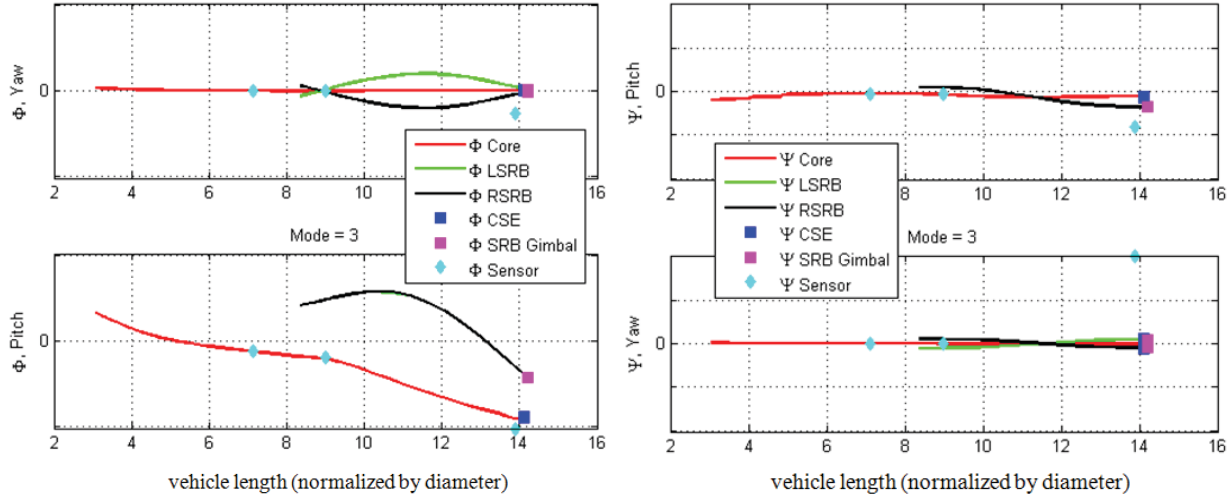 Φ, Yaw
0
2 4 6 8 10 12 14 16
Φ Core
Φ LSRB
Φ RSRB
Φ CSE
Φ SRB Gimbal
Φ Sensor
Mode = 3
Φ, Pitch
0
2 4 6 8 10 12 14 16
vehicle length (normalized by diameter)
Ψ, Pitch
0
2 4 6 8 10 12 14 16
Ψ Core
Ψ LSRB
Ψ RSRB
Ψ CSE
Ψ SRB Gimbal
Ψ Sensor
Mode = 3
Ψ, Yaw
0
2 4 6 8 10 12 14 16
vehicle length (normalized by diameter)